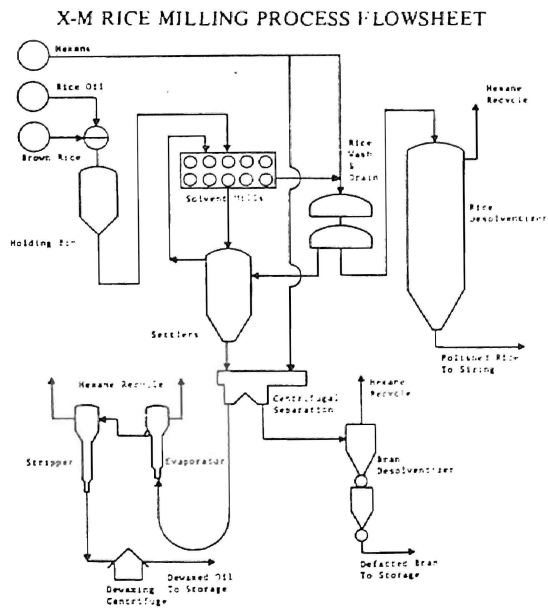 X-M RICE MILLING PROCESS FLOWSHEET
Hexane
Rice Oil
Brown Rice
Holding Bin
Solvent Mills
Rice
Wash
&
Drain
Hexane
Recycle
Rice
Desolventizer
Settlers
Polished Rice
To Sizing
Centrifugal
Separation
Hexane
Recycle
Hexane Recycle
Stripper
Evaporator
Bran
Desolventizer
Dewaxing
Centrifuge
Dewaxed Oil
To Storage
Defatted Bran
To Storage